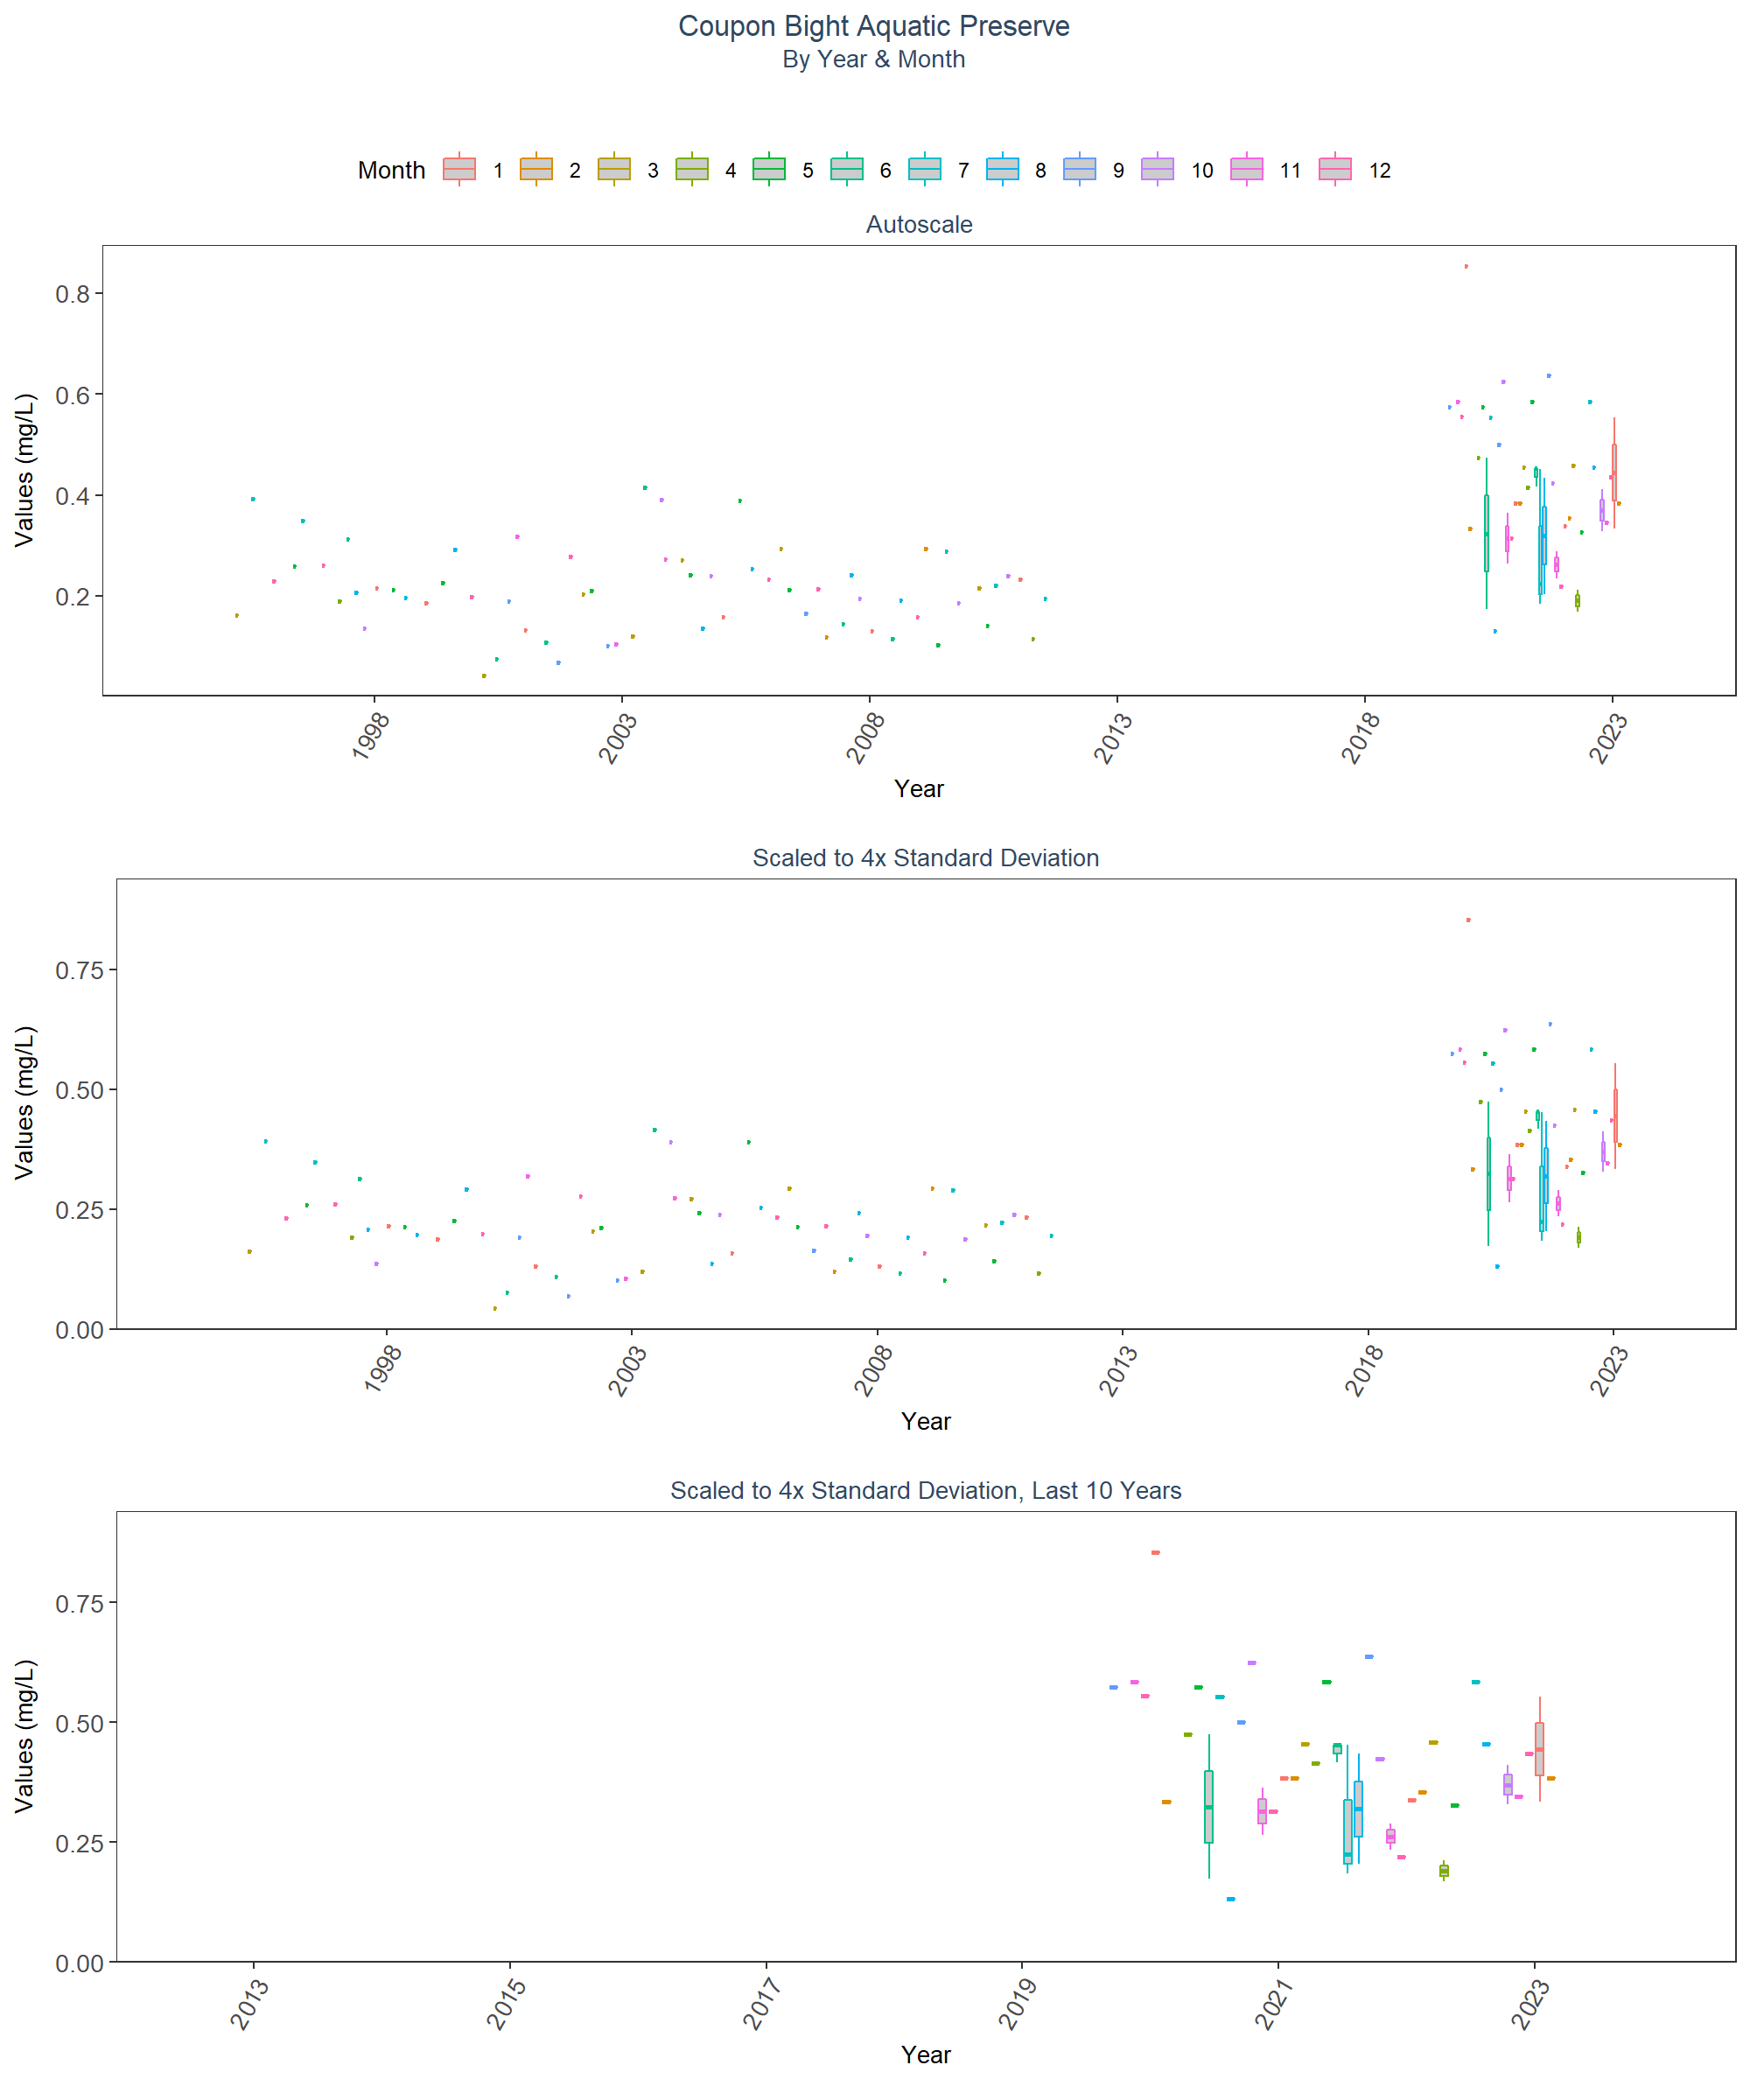 Coupon Bight Aquatic Preserve
By Year & Month
Month 1 2 3 4 5 6 7 8 9 10 11 12
Autoscale
Values (mg/L)
0.8
0.6
0.4
0.2
1998 2003 2008 2013 2018 2023
Year
Scaled to 4x Standard Deviation
Values (mg/L)
0.75
0.50
0.25
0.00
1998 2003 2008 2013 2018 2023
Year
Scaled to 4x Standard Deviation, Last 10 Years
Values (mg/L)
0.75
0.50
0.25
0.00
2013 2015 2017 2019 2021 2023
Year